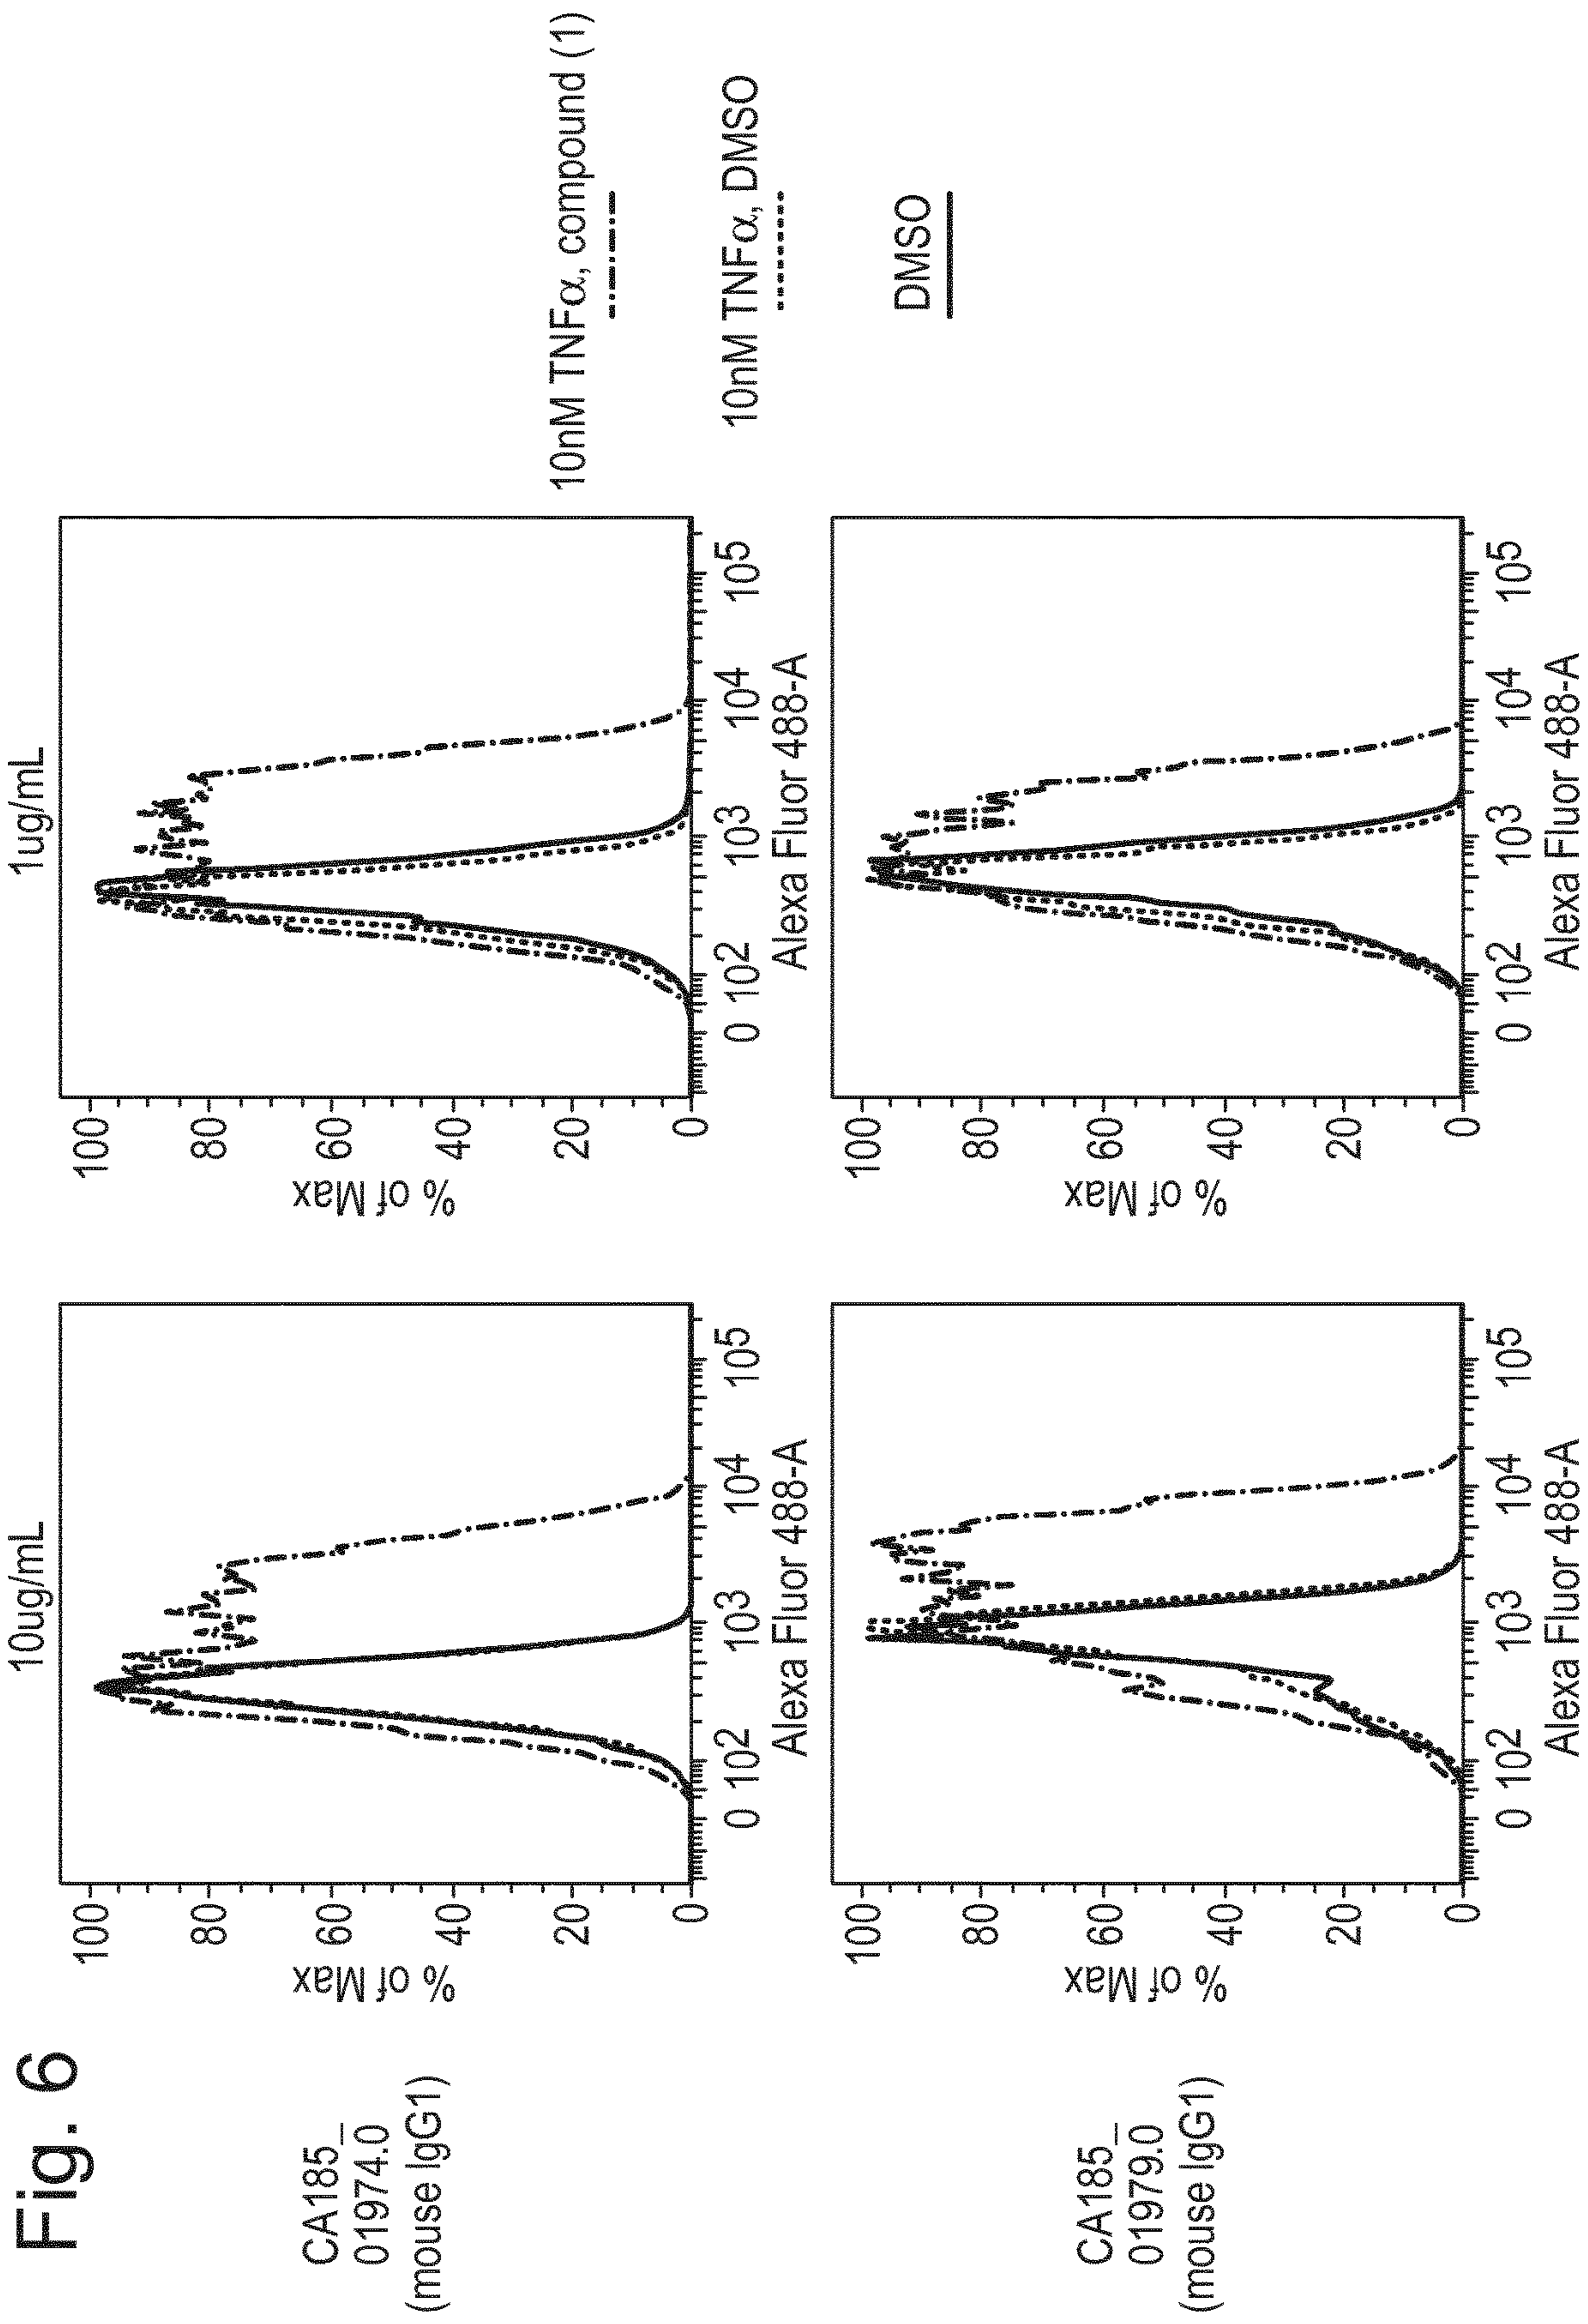 Fig. 6
10ug/mL
1ug/mL
CA185_
01974.0
(mouse IgG1)
% of Max
100
80
60
40
20
0
0 102 103 104 105
Alexa Fluor 488-A
% of Max
100
80
60
40
20
0
0 102 103 104 105
Alexa Fluor 488-A
CA185_
01979.0
(mouse IgG1)
% of Max
100
80
60
40
20
0
0 102 103 104 105
Alexa Fluor 488-A
% of Max
100
80
60
40
20
0
0 102 103 104 105
Alexa Fluor 488-A
10nM TNFα, compound (1)
10nM TNFα, DMSO
DMSO